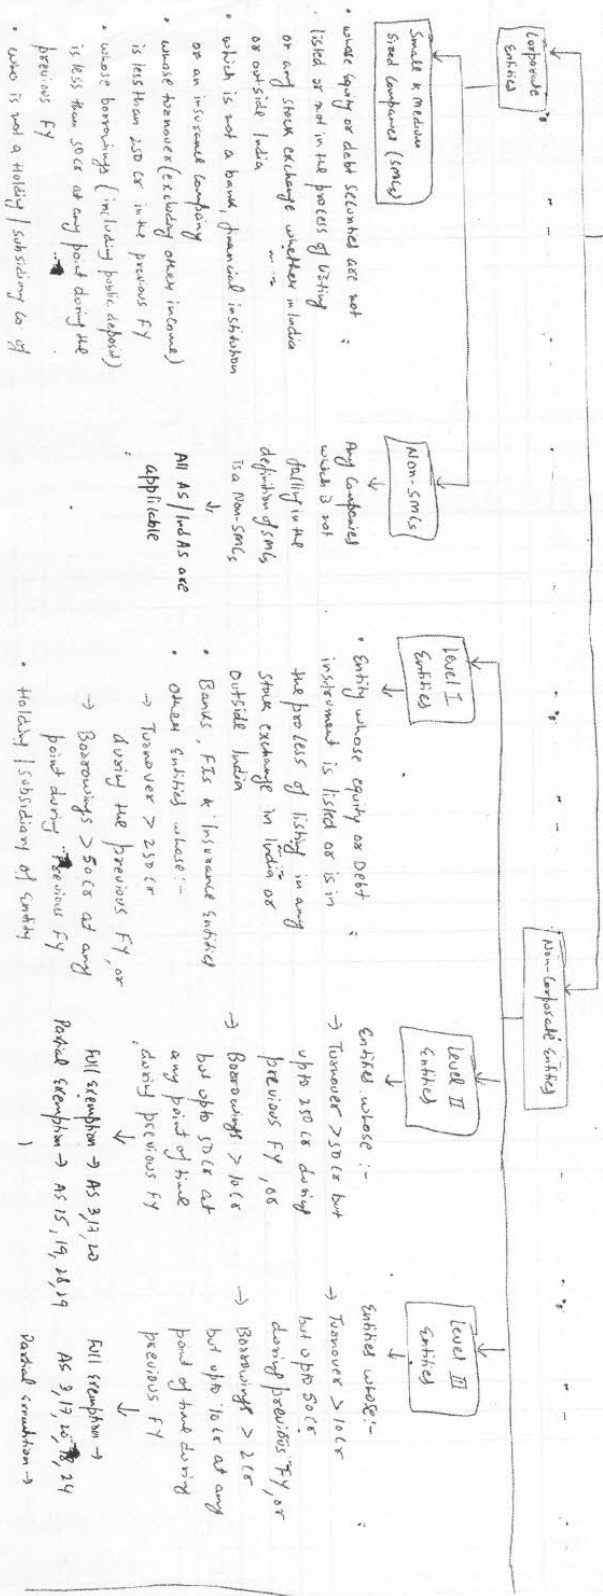 Corporate
Entities
Small & medium
Sized Companies (SMCs)
• whose equity or debt securities are not
listed or not in the process of listing
or any stock exchange whether in India
or outside India
• which is not a bank, financial institution
or an insurance company
• whose turnover (excluding other income)
is less than 250 cr in the previous FY
• whose borrowings (including public deposit)
is less than 50 cr at any point during the
previous FY
• who is not a Holding / subsidiary co of
Non-SMCs
Any Companies
which is not
falling in the
definition of SMCs
is a Non-SMCs
All AS / Ind AS are
applicable
Non-Corporate Entities
Level I
Entities
• Entity whose equity or Debt
instrument is listed or is in
the process of listing in any
stock exchange in India or
outside India
• Banks, FIs & Insurance Entities
• other Entities whose:-
→ Turnover > 250 cr
during the previous FY, or
→ Borrowings > 50 cr at any
point during Previous FY
• Holding / Subsidiary of Entity
Level II
Entities
Entities whose:-
→ Turnover > 50 cr but
upto 250 cr during
previous FY, or
→ Borrowings > 10 cr
but upto 50 cr at
any point of time
during previous FY
Full Exemption → AS 3, 17, 20
Partial Exemption → AS 15, 19, 28, 29
Level III
Entities
Entities whose:-
→ Turnover > 10 cr
but upto 50 cr
during previous FY, or
→ Borrowings > 2 cr
but upto 10 cr at any
point of time during
previous FY
Full Exemption →
AS 3, 17, 20, 18, 24
Partial Exemption →